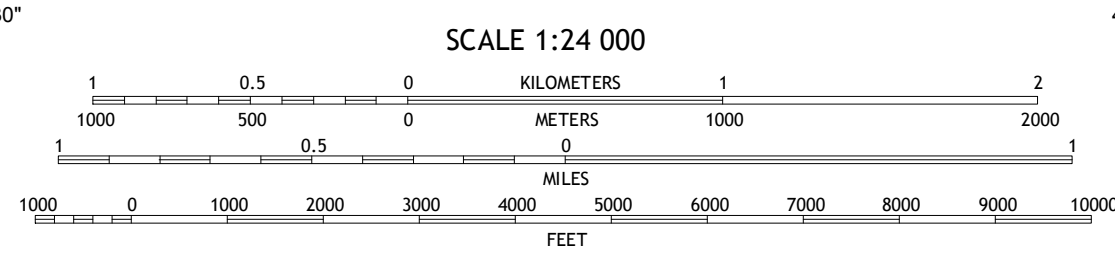 30"
SCALE 1:24 000
1 0.5 0 KILOMETERS 1 2
1000 500 0 METERS 1000 2000
1 0.5 0 1
MILES
1000 0 1000 2000 3000 4000 5000 6000 7000 8000 9000 10000
FEET